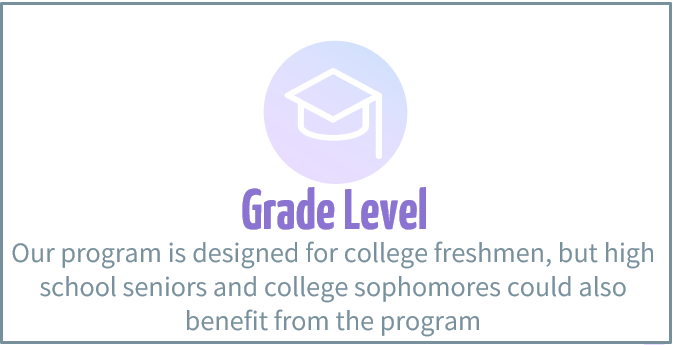 Grade Level
Our program is designed for college freshmen, but high
school seniors and college sophomores could also
benefit from the program